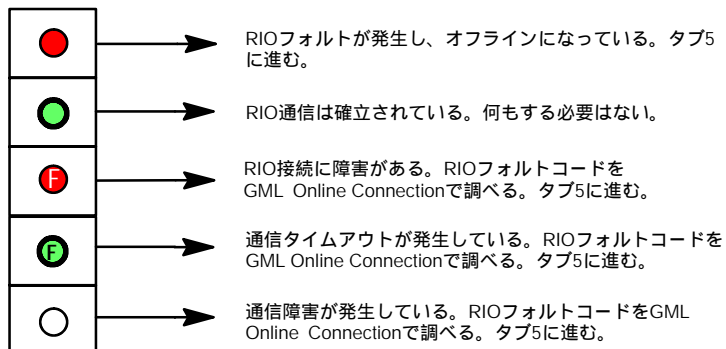 RIOフォルトが発生し、オフラインになっている。タブ5
に進む。
RIO通信は確立されている。何もする必要はない。
F
RIO接続に障害がある。RIOフォルトコードを
GML Online Connectionで調べる。タブ5に進む。
F
通信タイムアウトが発生している。RIOフォルトコードを
GML Online Connectionで調べる。タブ5に進む。
通信障害が発生している。RIOフォルトコードをGML
Online Connectionで調べる。タブ5に進む。